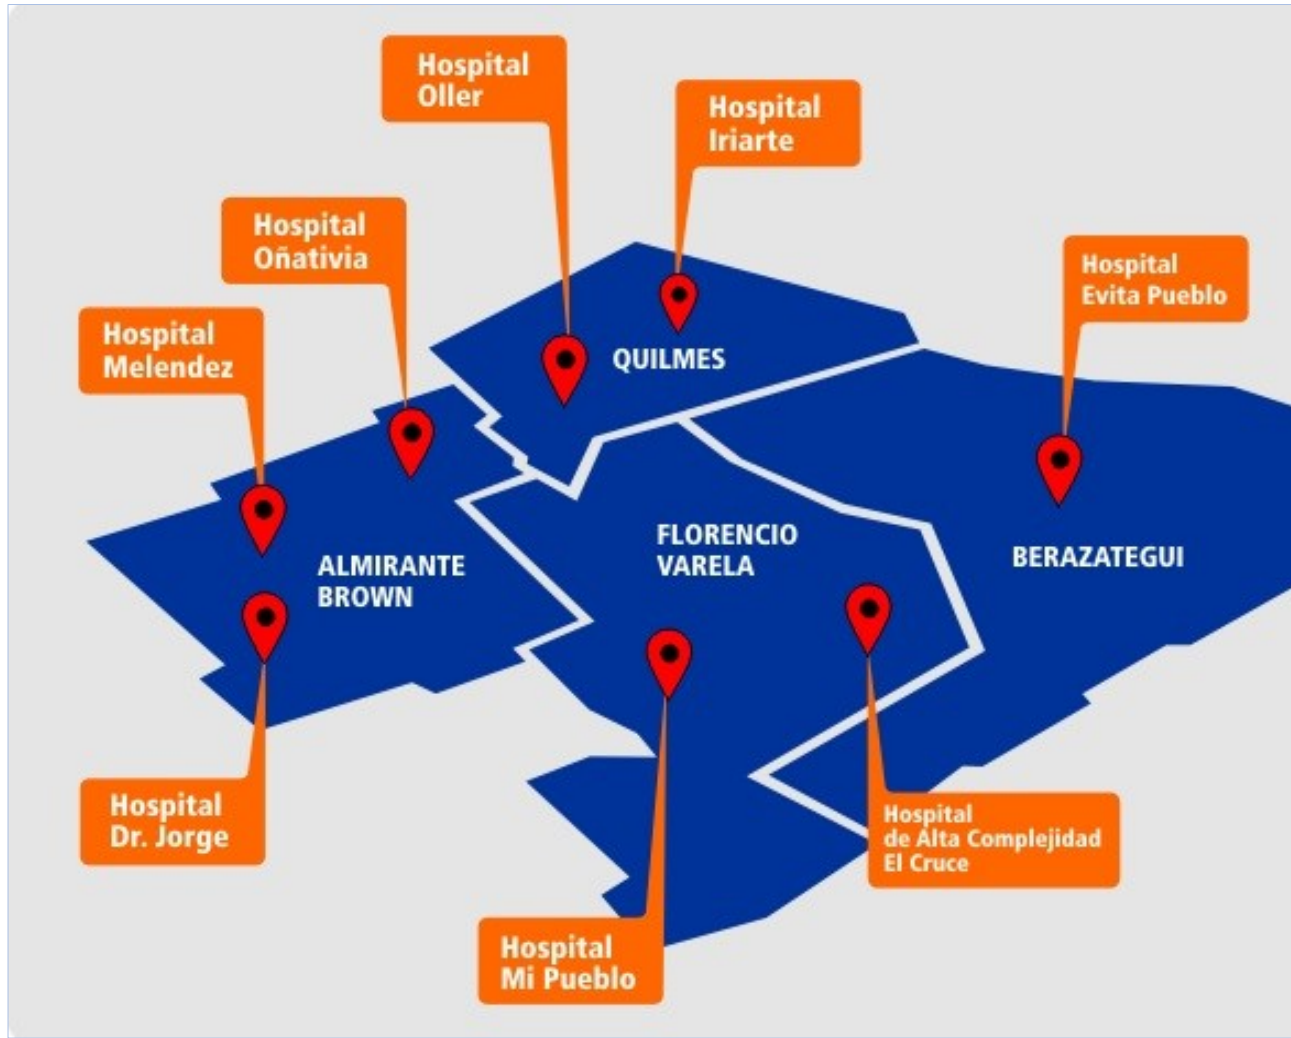 Hospital
Oller
Hospital
Iriarte
Hospital
Oñativia
Hospital
Evita Pueblo
Hospital
Melendez
QUILMES
FLORENCIO
VARELA
BERAZATEGUI
ALMIRANTE
BROWN
Hospital
Dr. Jorge
Hospital
de Alta Complejidad
El Cruce
Hospital
Mi Pueblo